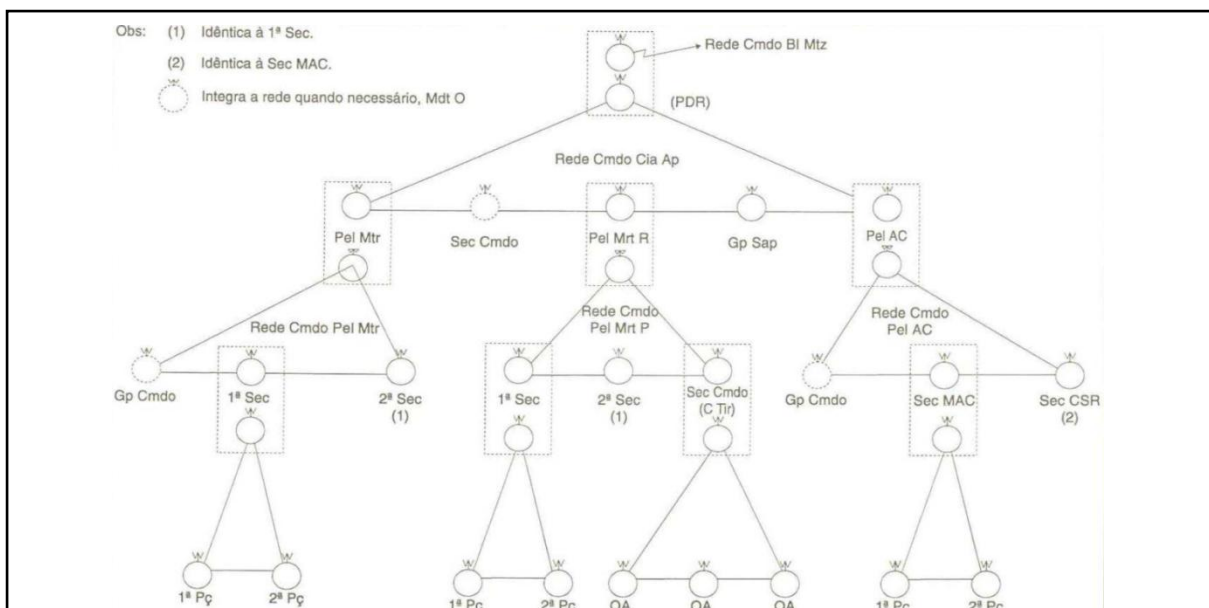 Obs: (1) Idêntica à 1ª Sec.
(2) Idêntica à Sec MAC.
Integra a rede quando necessário, Mdt O
Rede Cmdo BI Mtz
(PDR)
Rede Cmdo Cia Ap
Pel Mtr
Sec Cmdo
Pel Mrt R
Gp Sap
Pel AC
Rede Cmdo Pel Mtr
Rede Cmdo
Pel Mrt P
Rede Cmdo
Pel AC
Gp Cmdo
1ª Sec
2ª Sec
(1)
1ª Sec
2ª Sec
(1)
Sec Cmdo
(C Tir)
Gp Cmdo
Sec MAC
Sec CSR
(2)
1ª Pç
2ª Pç
1ª Pç
2ª Pç
OA
OA
OA
1ª Pç
2ª Pç